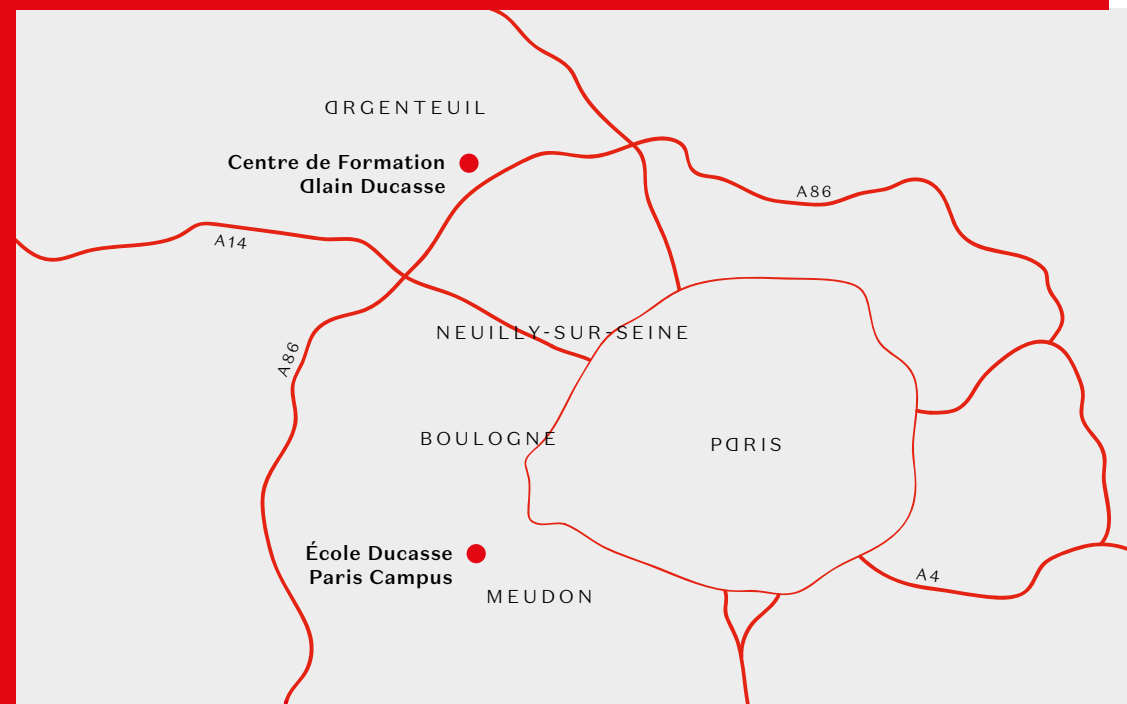 ARGENTEUIL
Centre de Formation
Alain Ducasse
A86
A14
NEUILLY-SUR-SEINE
A86
BOULOGNE
PARIS
École Ducasse
Paris Campus
A4
MEUDON